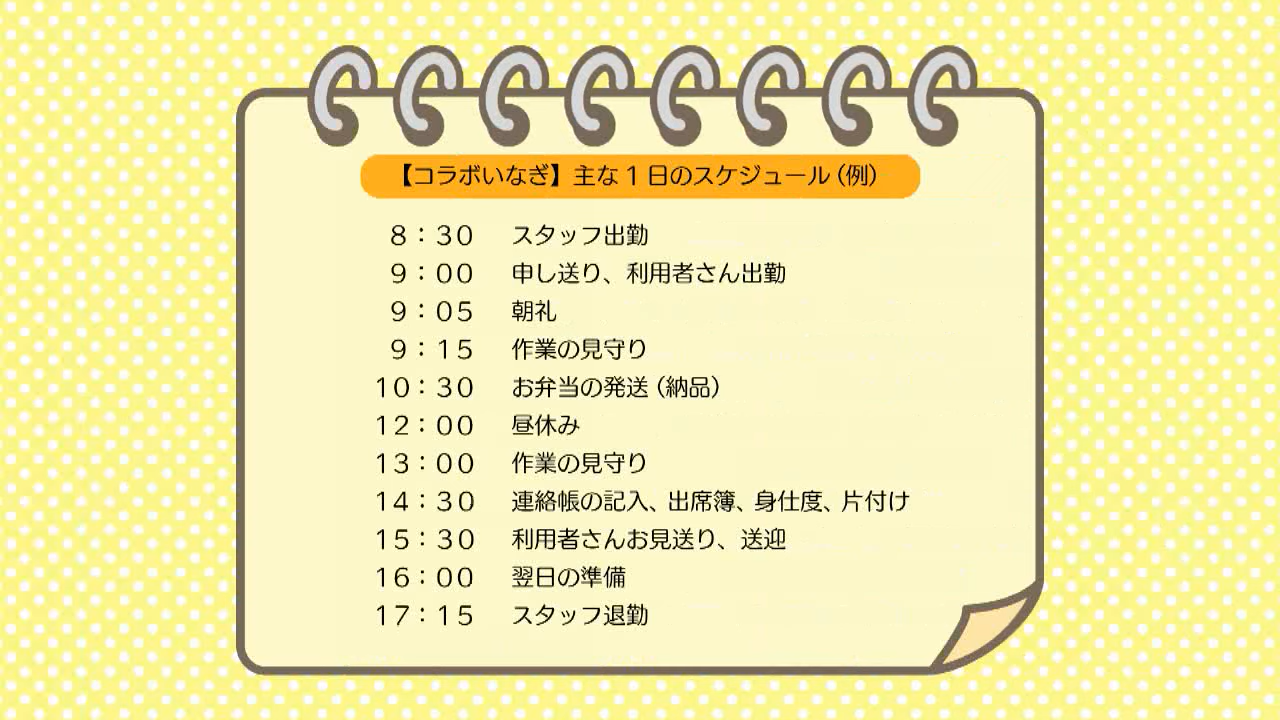 【コラボいなぎ】主な1日のスケジュール(例)
8：30 スタッフ出勤
9：00 申し送り、利用者さん出勤
9：05 朝礼
9：15 作業の見守り
10：30 お弁当の発送(納品)
12：00 昼休み
13：00 作業の見守り
14：30 連絡帳の記入、出席簿、身仕度、片付け
15：30 利用者さんお見送り、送迎
16：00 翌日の準備
17：15 スタッフ退勤